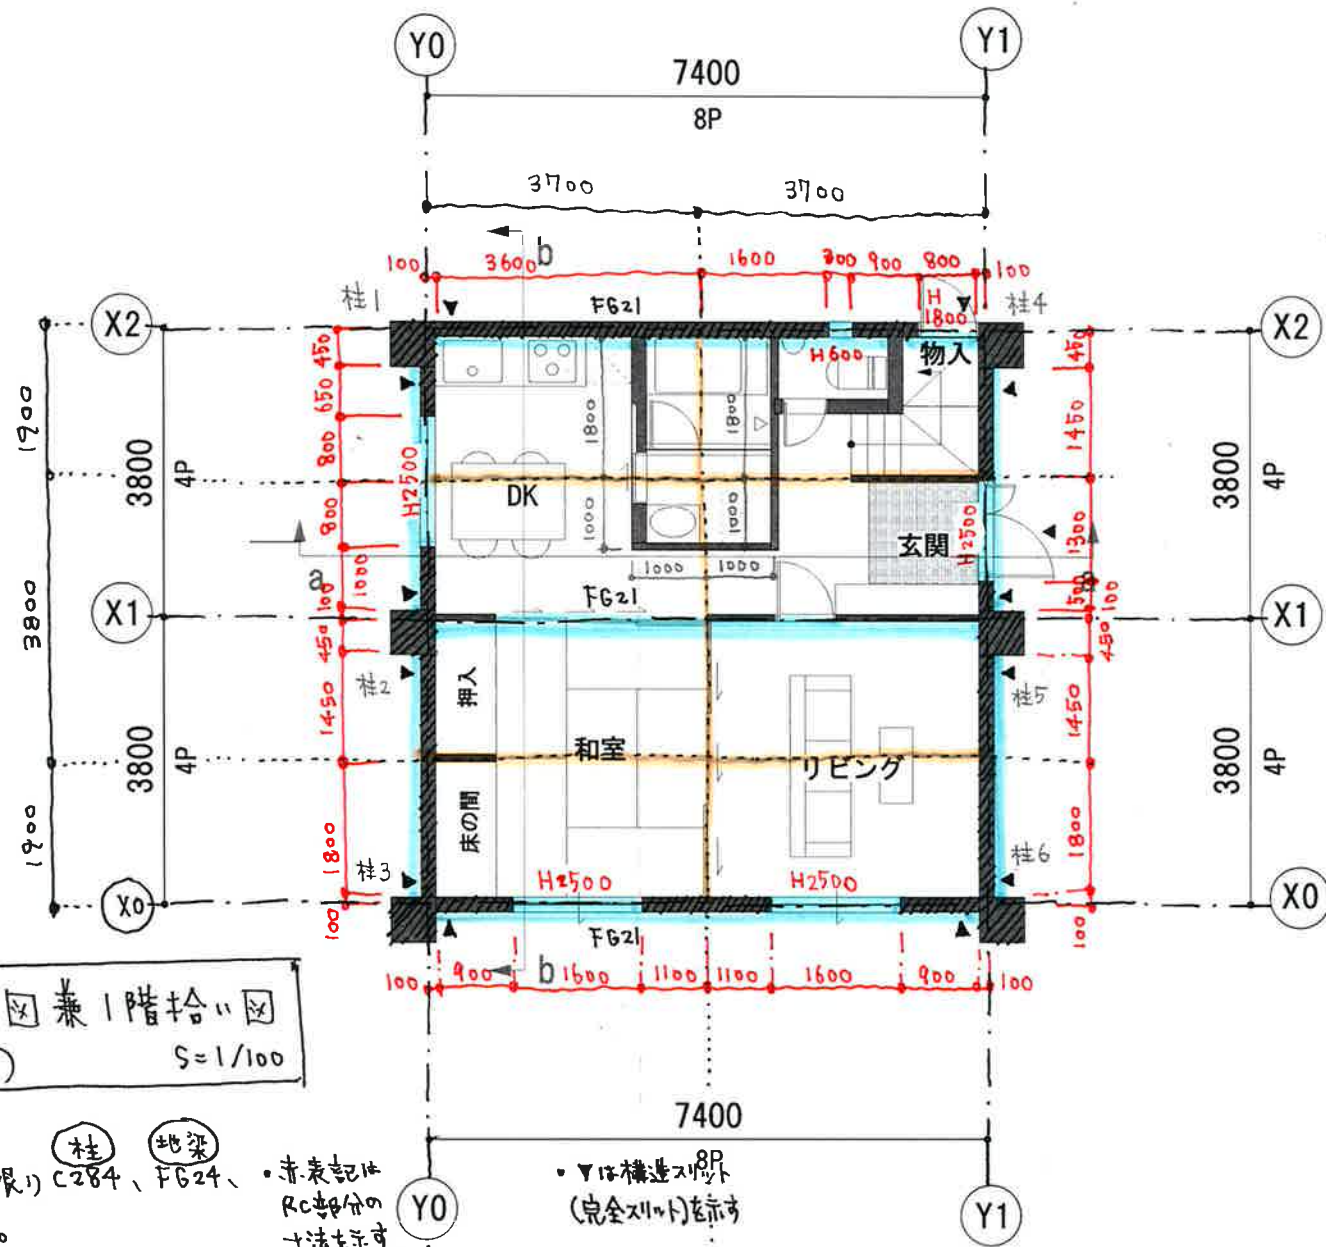 Y0
Y1
7400
8P
3700
3700
b
100
3600
1600
300
900
800
100
柱1
FG21
H
1800
柱4
X2
X2
H600
物入
450
650
800
800
1000
100
450
1450
1800
100
1900
3800
1900
3800
4P
3800
4P
H2500
1800
1800
1000
1000
1000
1000
DK
玄関
H2500
450
1450
1300
500
100
450
1450
1800
100
3800
4P
3800
4P
a
a
X1
X1
FG21
柱2
押入
和室
リビング
柱5
床の間
柱3
柱6
H2500
H2500
X0
X0
FG21
100
900
b
1600
1100
1100
1600
900
100
図兼1階拾い図
) S=1/100
7400
8P
柱
地梁
限り) C284、FG24、
・赤表記は
RC部分の
寸法を示す
・▼は構造スリット
(完全スリット)を示す
Y0
Y1